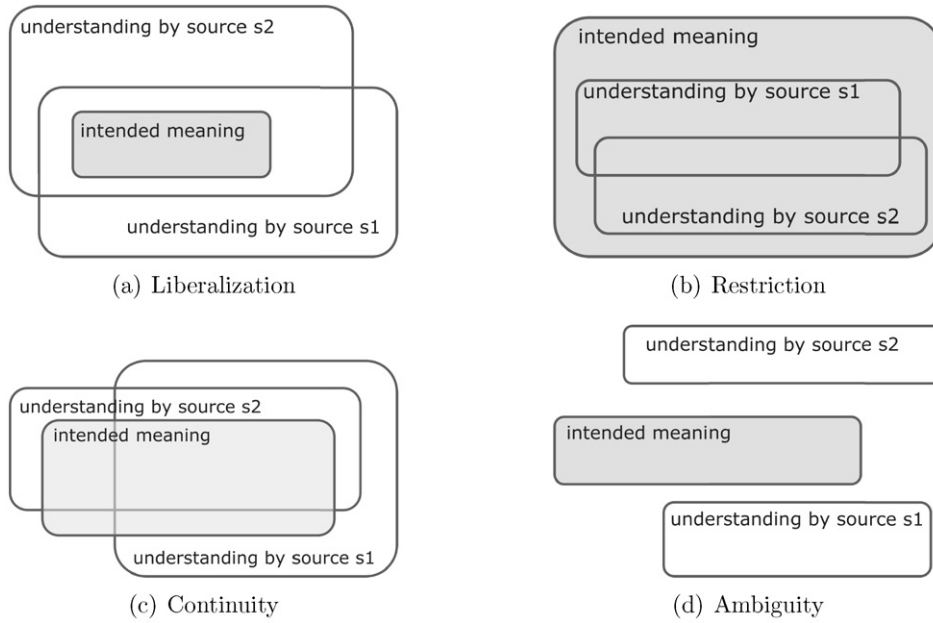 understanding by source s2
intended meaning
understanding by source s1
(a) Liberalization
intended meaning
understanding by source s1
understanding by source s2
(b) Restriction
understanding by source s2
intended meaning
understanding by source s1
(c) Continuity
understanding by source s2
intended meaning
understanding by source s1
(d) Ambiguity